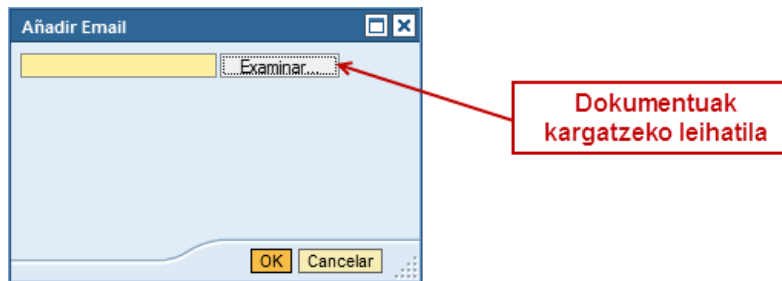 Añadir Email
Examinar...
Dokumentuak
kargatzeko leihatila
OK
Cancelar